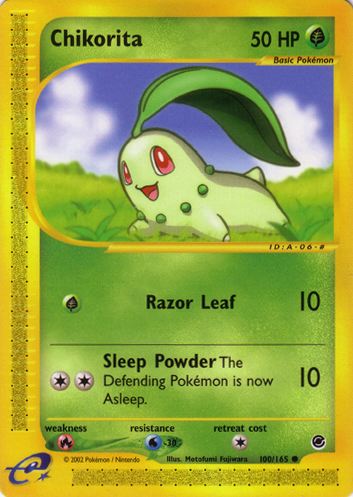 Chikorita 50 HP
Basic Pokémon
ID:A-06-#
Razor Leaf 10
Sleep Powder The
Defending Pokémon is now 10
Asleep.
weakness resistance retreat cost
-30
© 2002 Pokémon / Nintendo Illus. Motofumi Fujiwara 100/165 ●
e